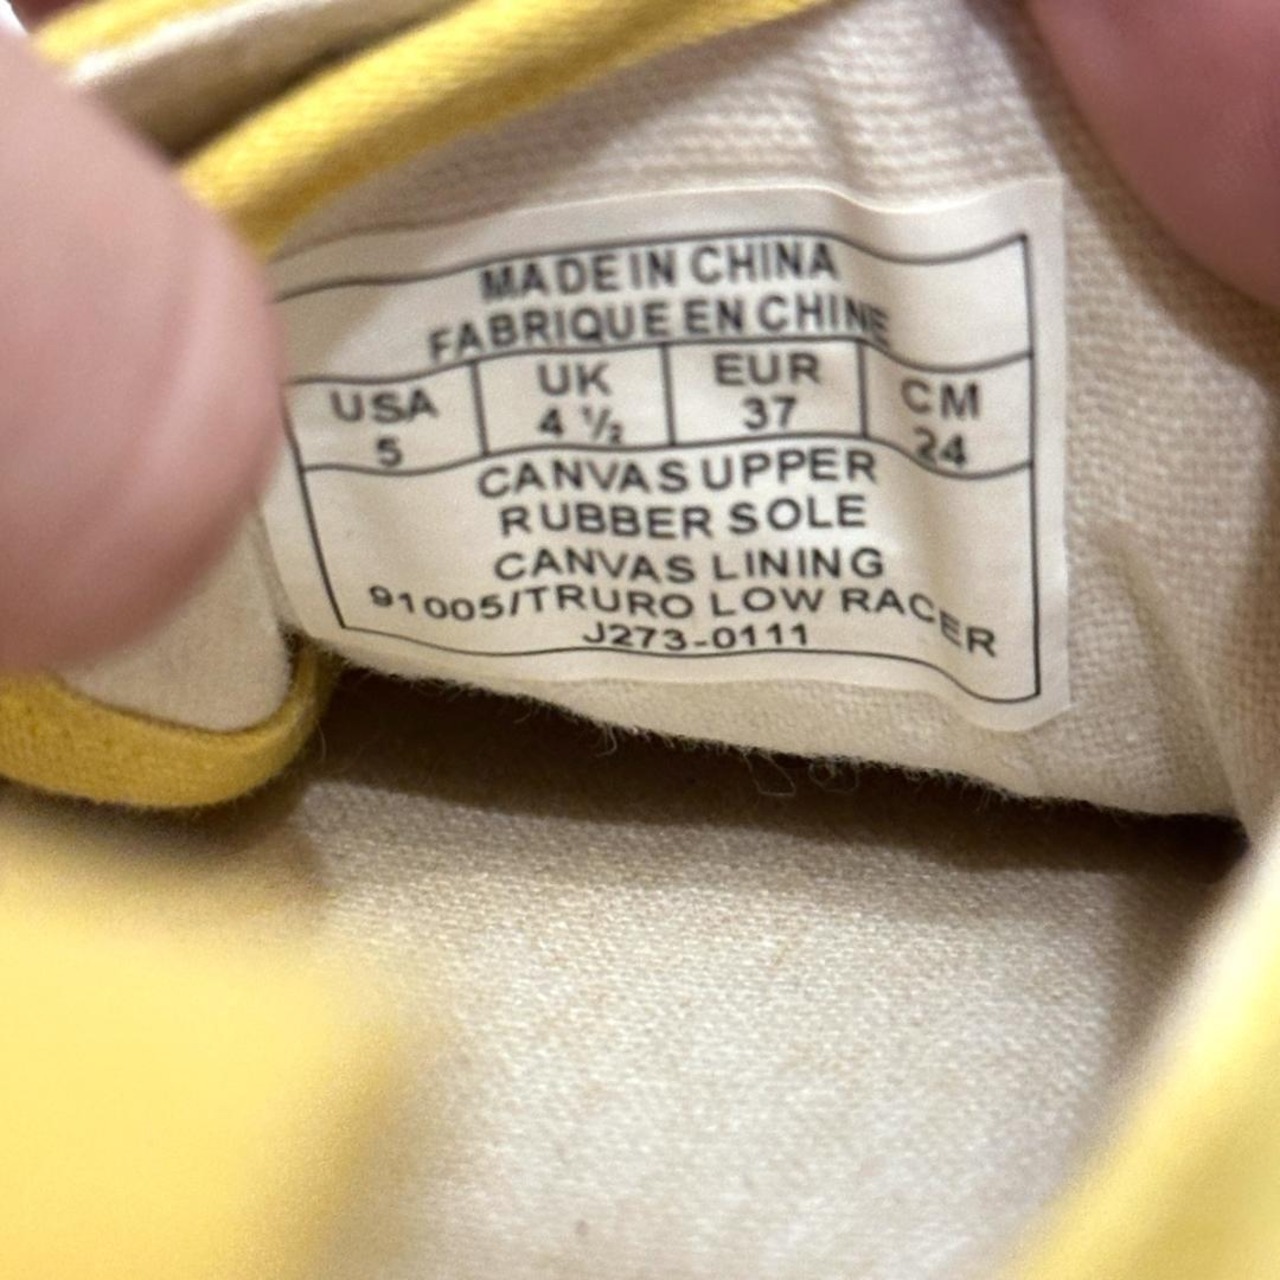 MADE IN CHINA
FABRIQUE EN CHINE
USA UK EUR CM
5 4 ½ 37 24
CANVAS UPPER
RUBBER SOLE
CANVAS LINING
91005/TRURO LOW RACER
J273-0111